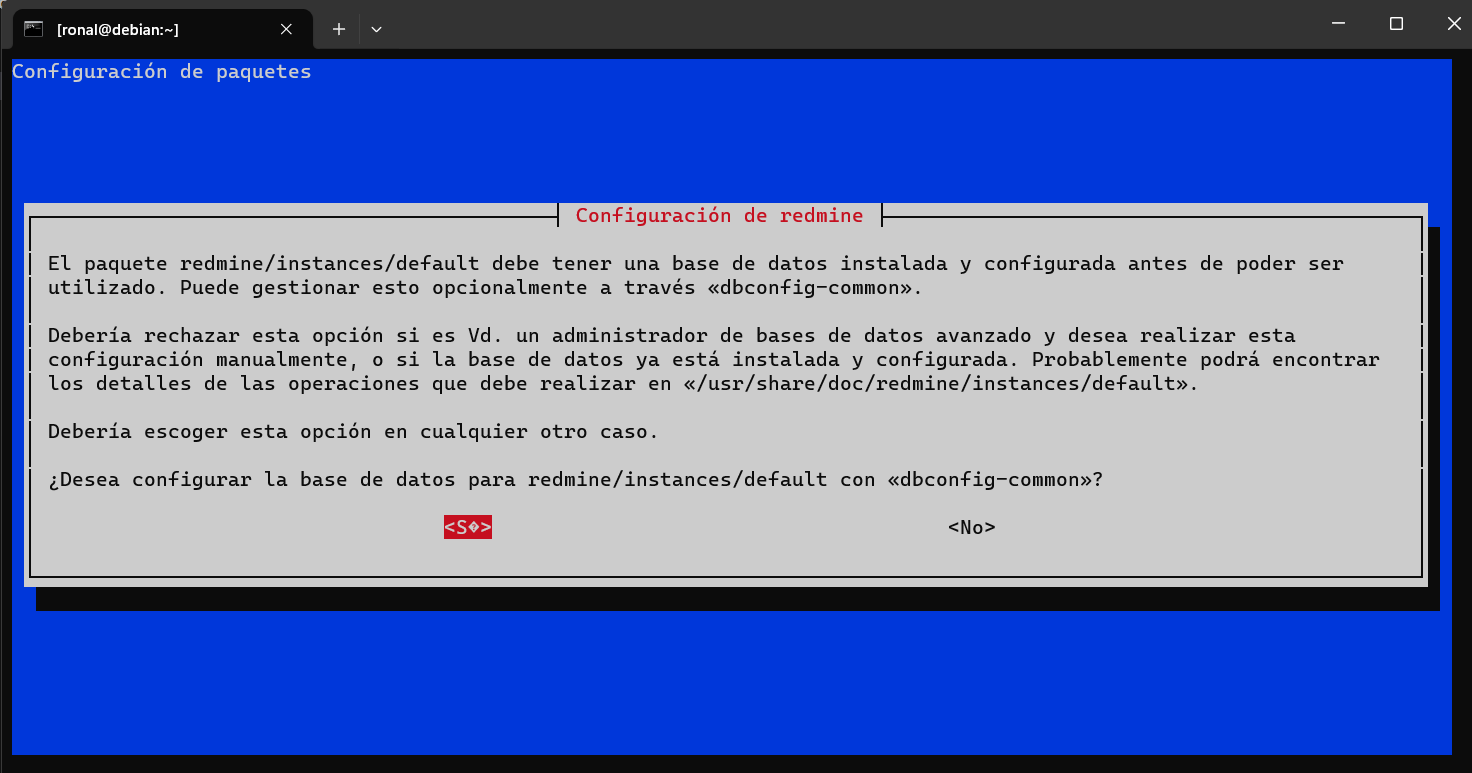 [ronal@debian:~]
Configuración de paquetes
Configuración de redmine
El paquete redmine/instances/default debe tener una base de datos instalada y configurada antes de poder ser
utilizado. Puede gestionar esto opcionalmente a través «dbconfig-common».
Debería rechazar esta opción si es Vd. un administrador de bases de datos avanzado y desea realizar esta
configuración manualmente, o si la base de datos ya está instalada y configurada. Probablemente podrá encontrar
los detalles de las operaciones que debe realizar en «/usr/share/doc/redmine/instances/default».
Debería escoger esta opción en cualquier otro caso.
¿Desea configurar la base de datos para redmine/instances/default con «dbconfig-common»?
<S�> <No>